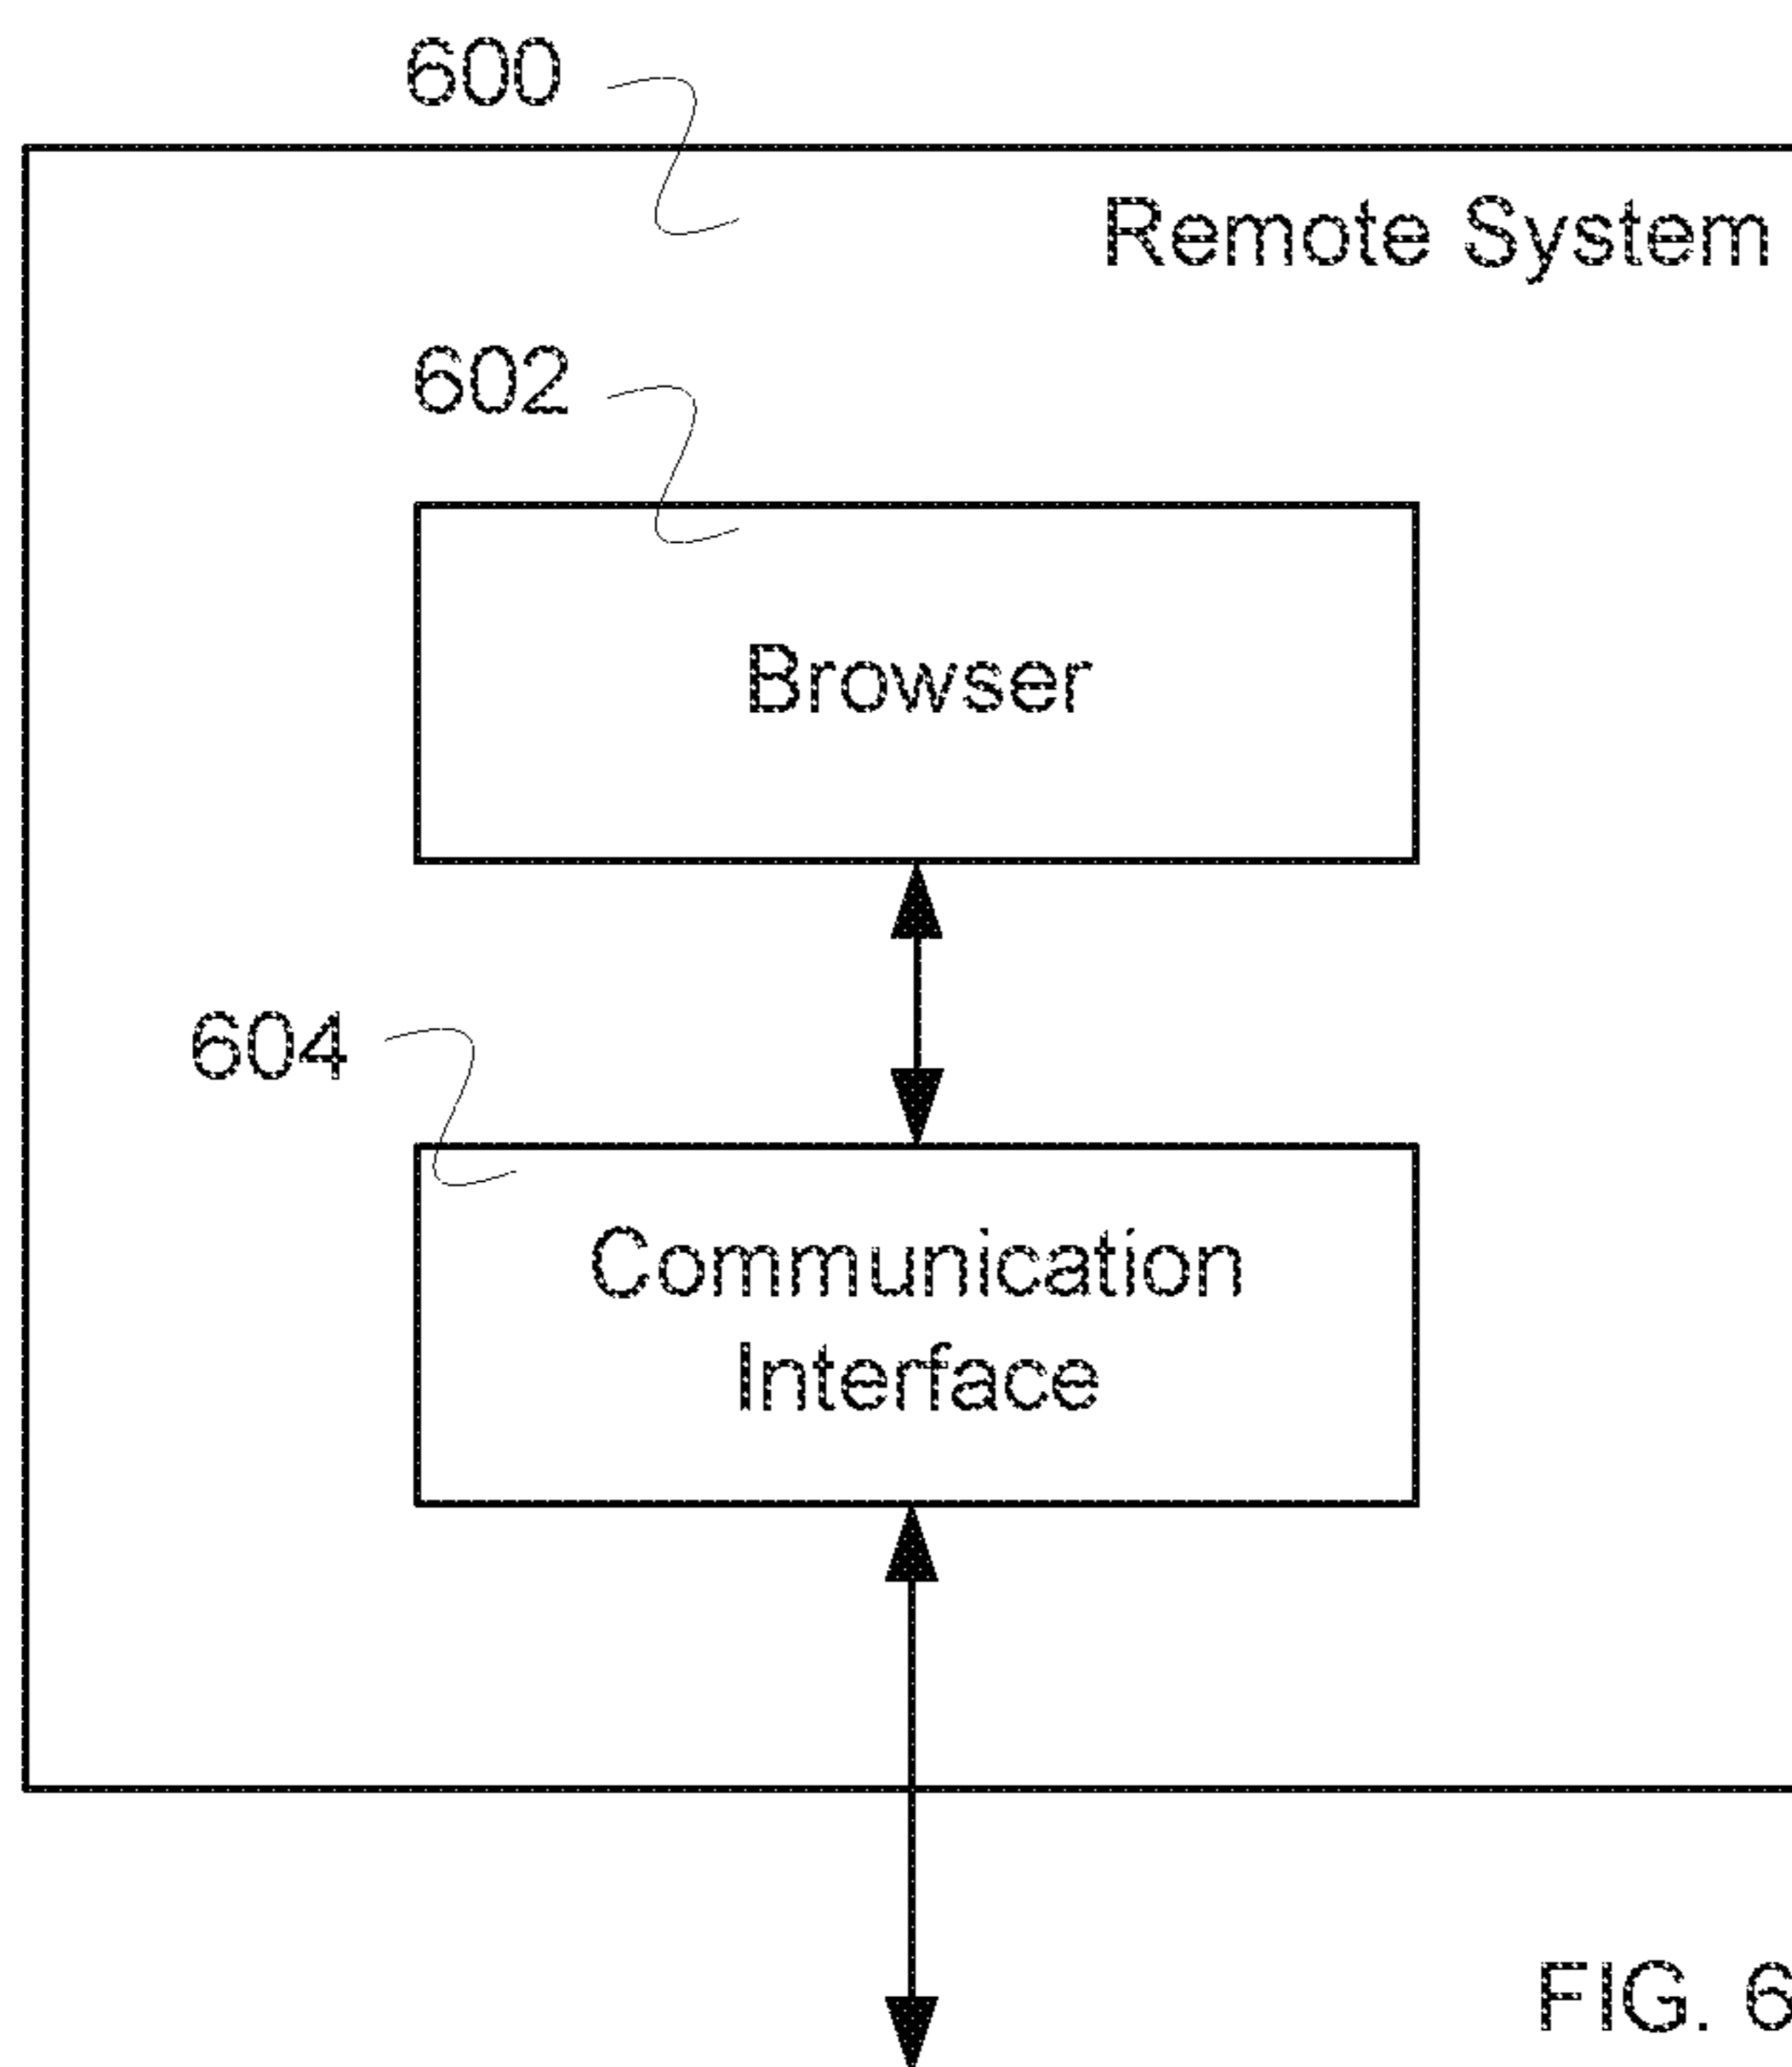 600
Remote System
602
Browser
604
Communication
Interface
FIG. 6